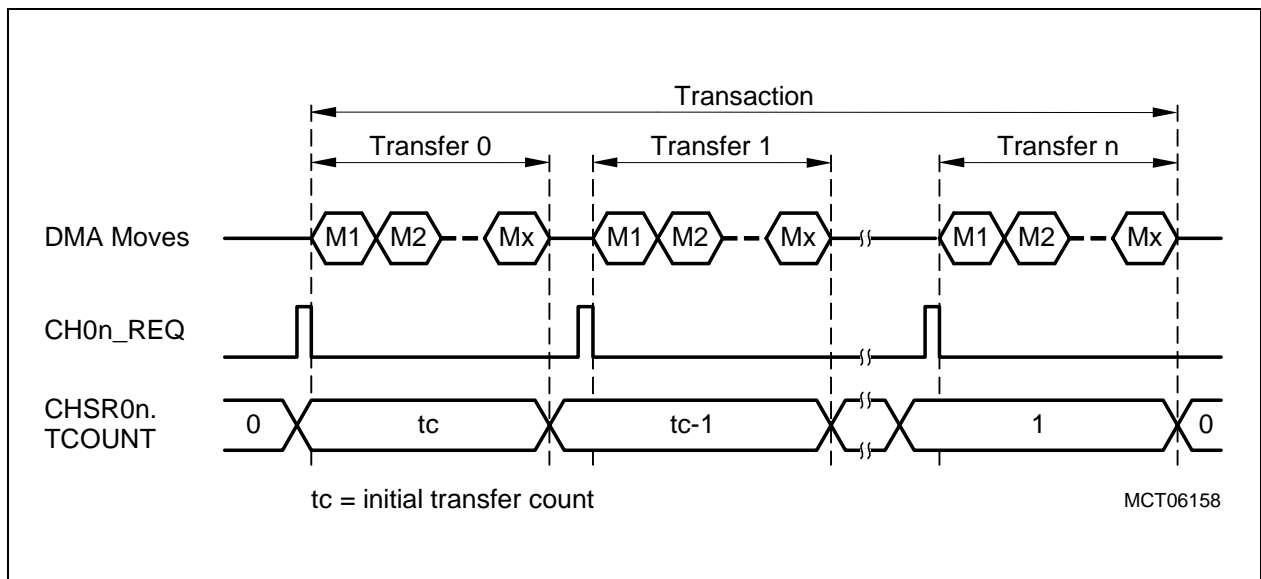 Transaction
Transfer 0 Transfer 1 Transfer n
DMA Moves M1 M2 Mx M1 M2 Mx M1 M2 Mx
CH0n_REQ
CHSR0n.
TCOUNT
0 tc tc-1 1 0
tc = initial transfer count
MCT06158